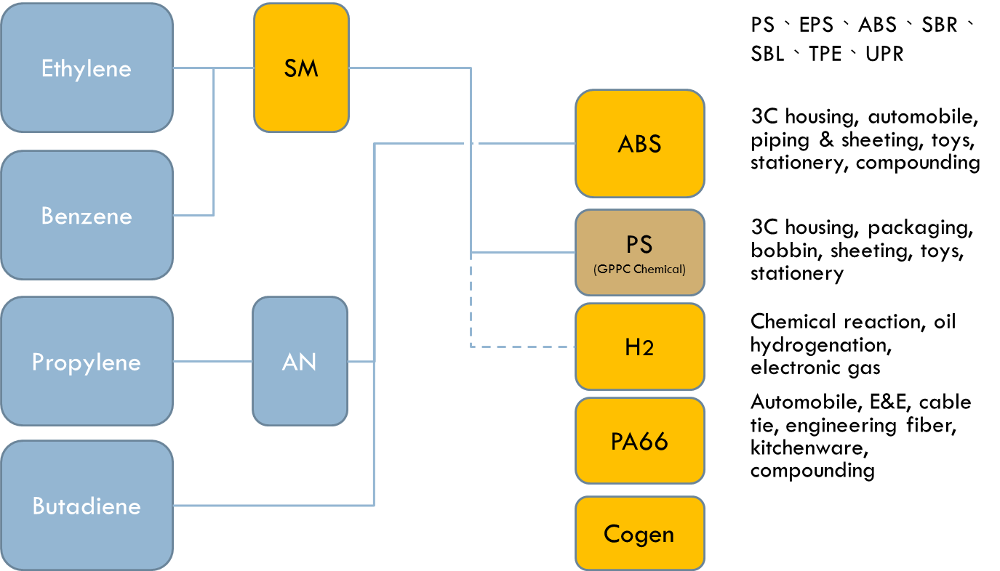 Ethylene
SM
PS、EPS、ABS、SBR、
SBL、TPE、UPR
Benzene
ABS
3C housing, automobile,
piping & sheeting, toys,
stationery, compounding
PS
(GPPC Chemical)
3C housing, packaging,
bobbin, sheeting, toys,
stationery
Propylene
AN
H2
Chemical reaction, oil
hydrogenation,
electronic gas
PA66
Automobile, E&E, cable
tie, engineering fiber,
kitchenware,
compounding
Butadiene
Cogen